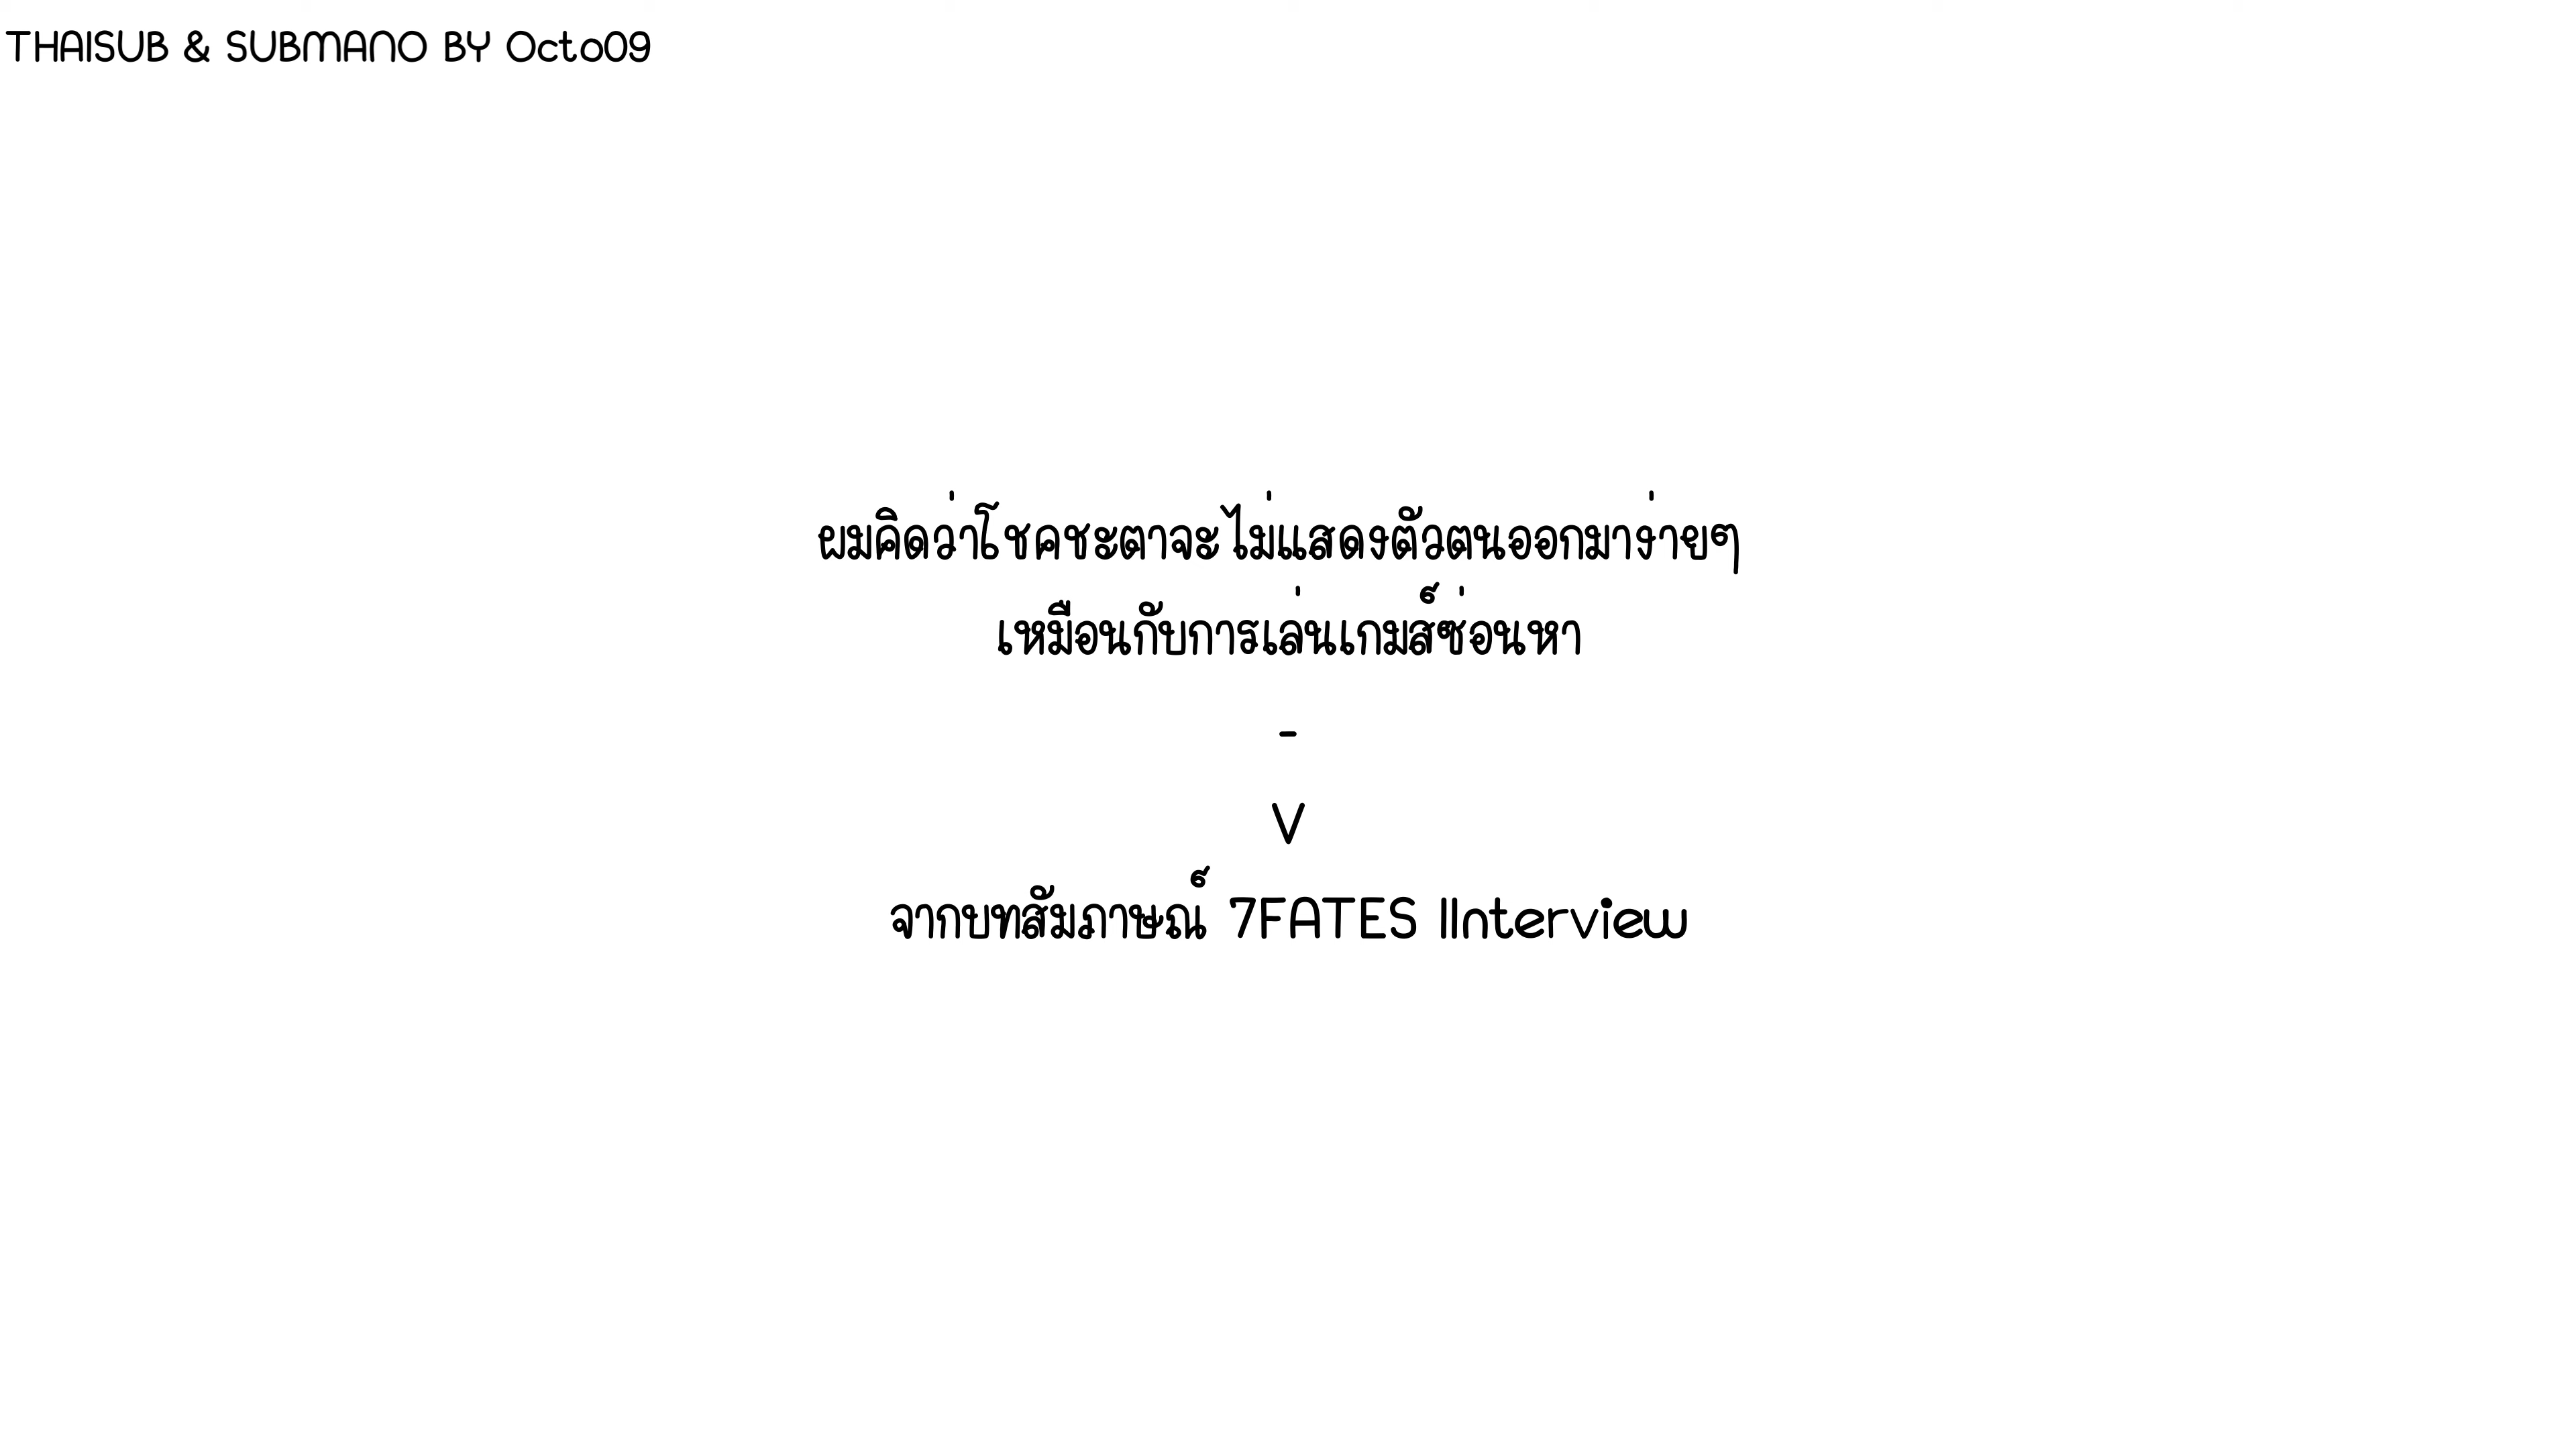 THAISUB & SUBMANO BY Octo09
ผมคิดว่าโชคชะตาจะไม่แสดงตัวตนออกมาง่ายๆ
เหมือนกับการเล่นเกมส์ซ่อนหา
-
V
จากบทสัมภาษณ์ 7FATES IInterview